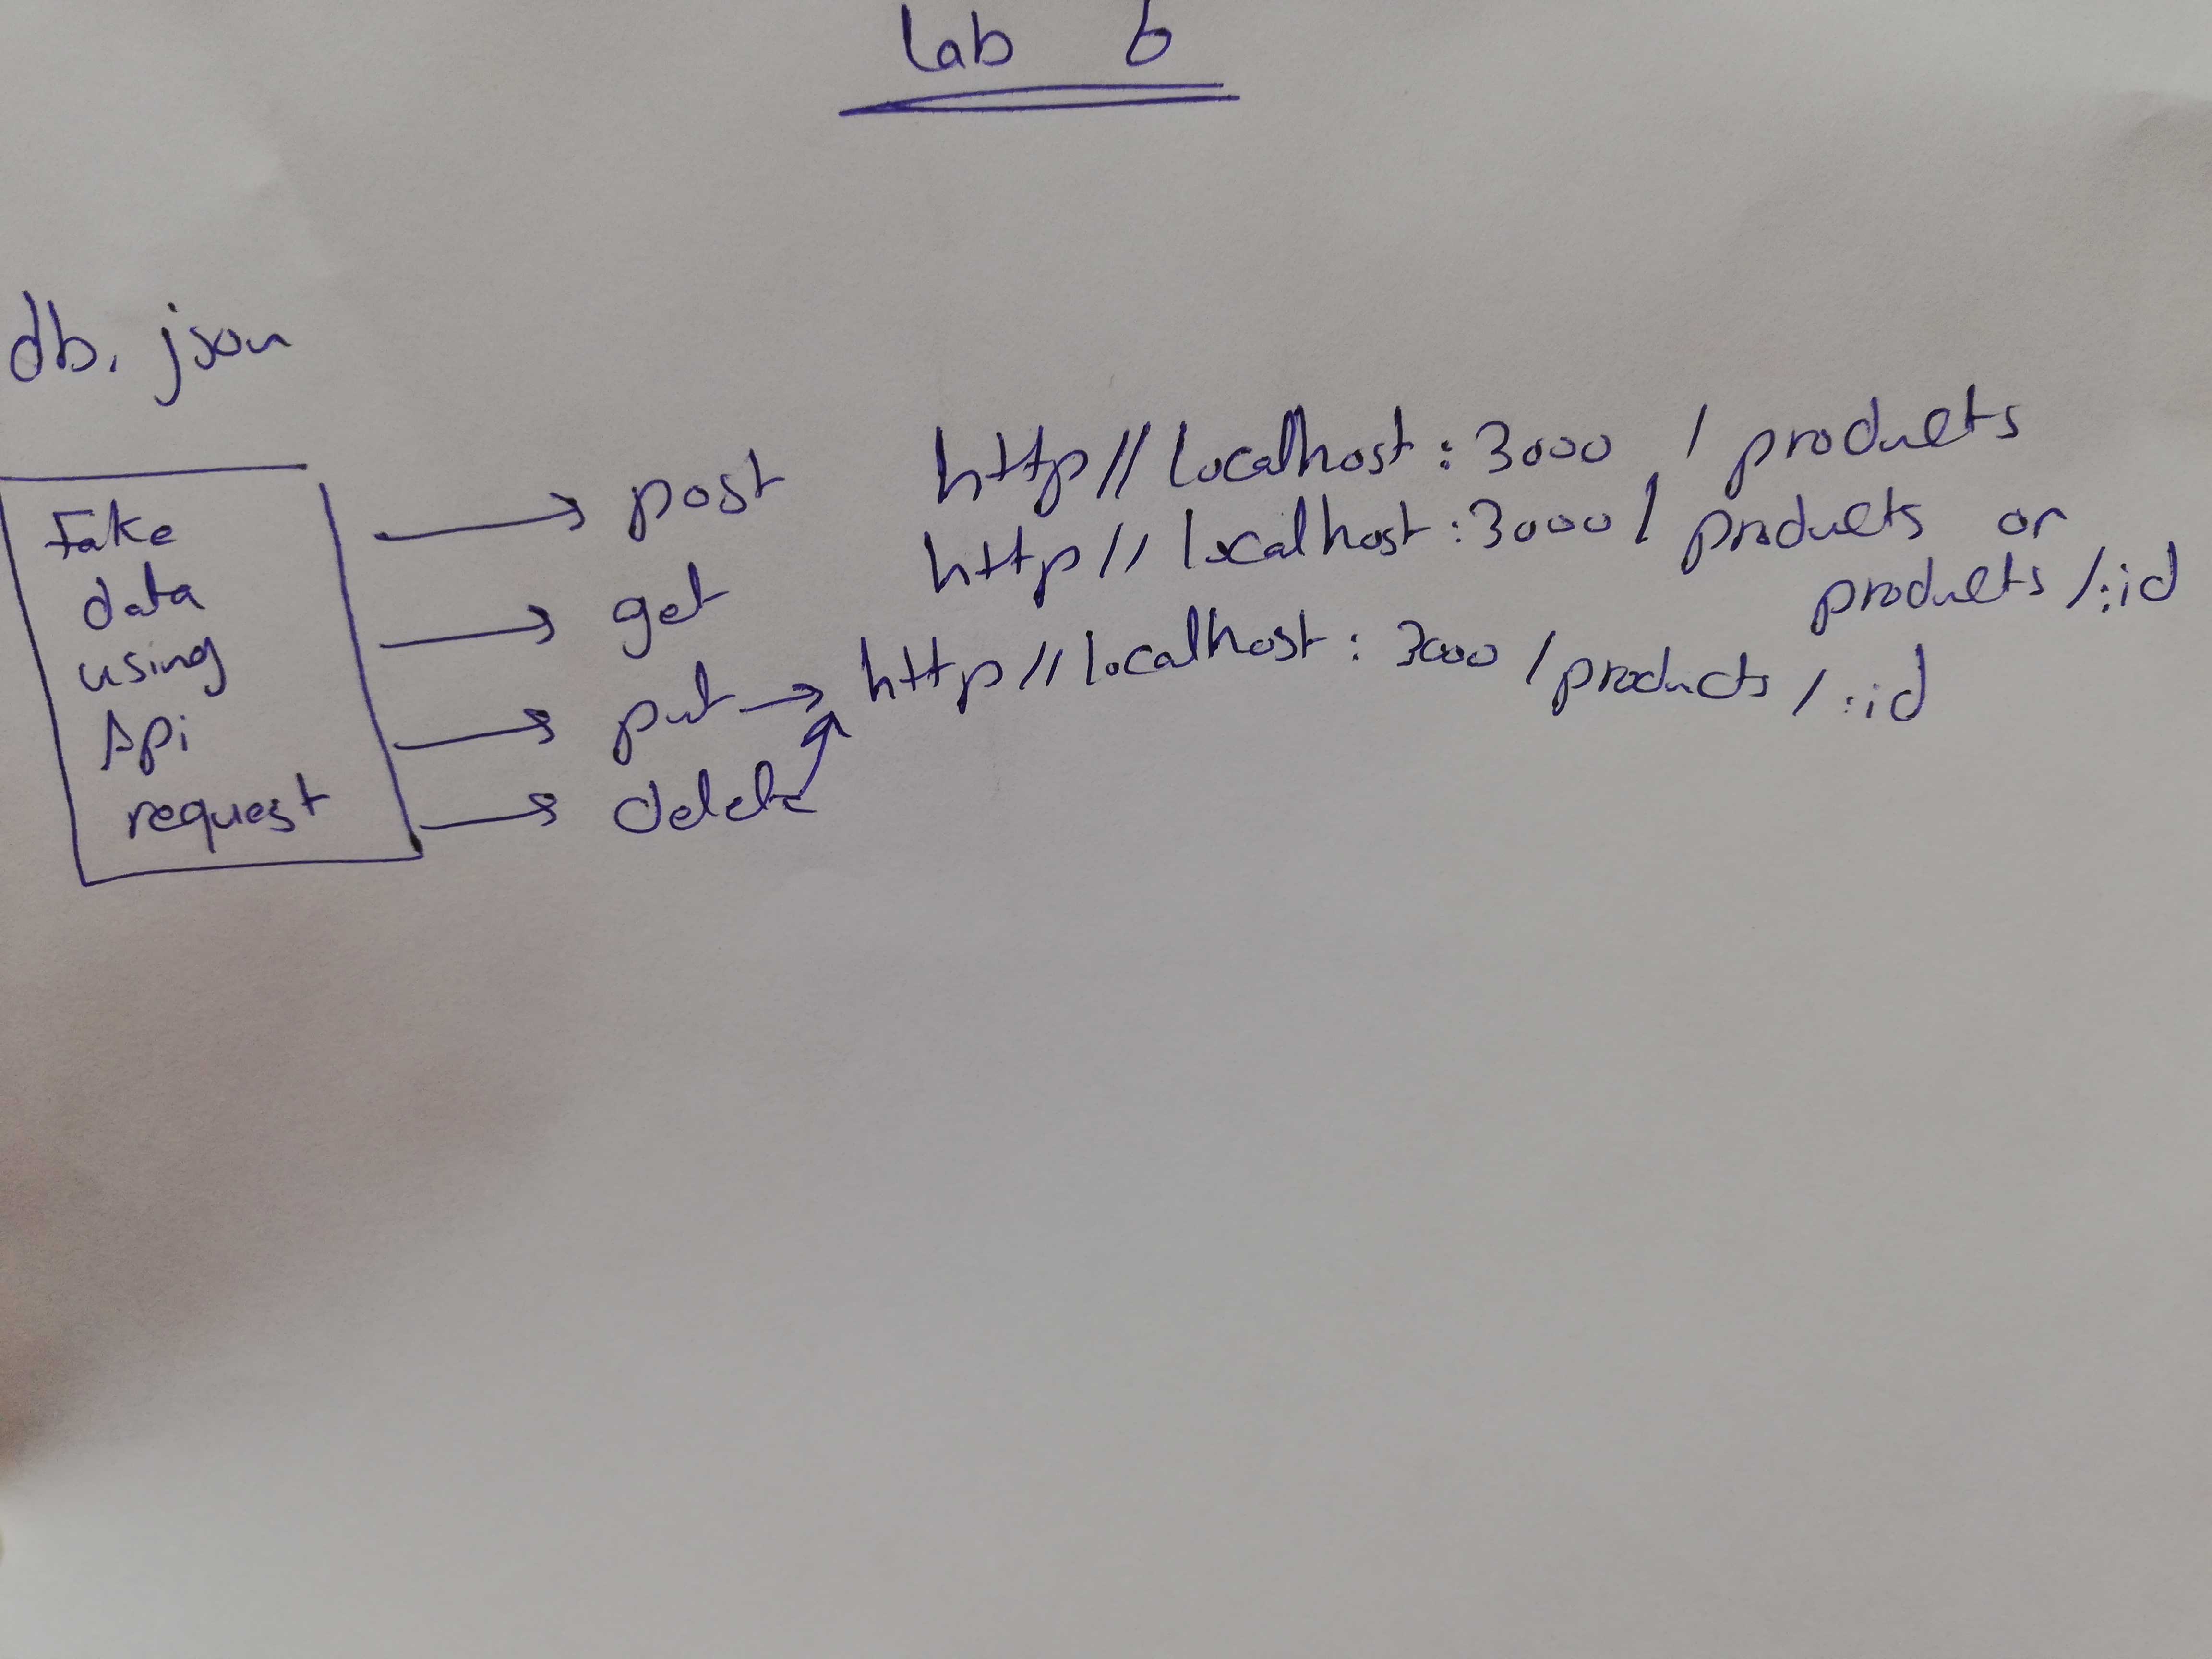 lab 6
db.json
Fake
data
using
Api
request
post http//localhost:3000/products
get http//localhost:3000/products or
products/:id
put http//localhost:3000/products/:id
delete